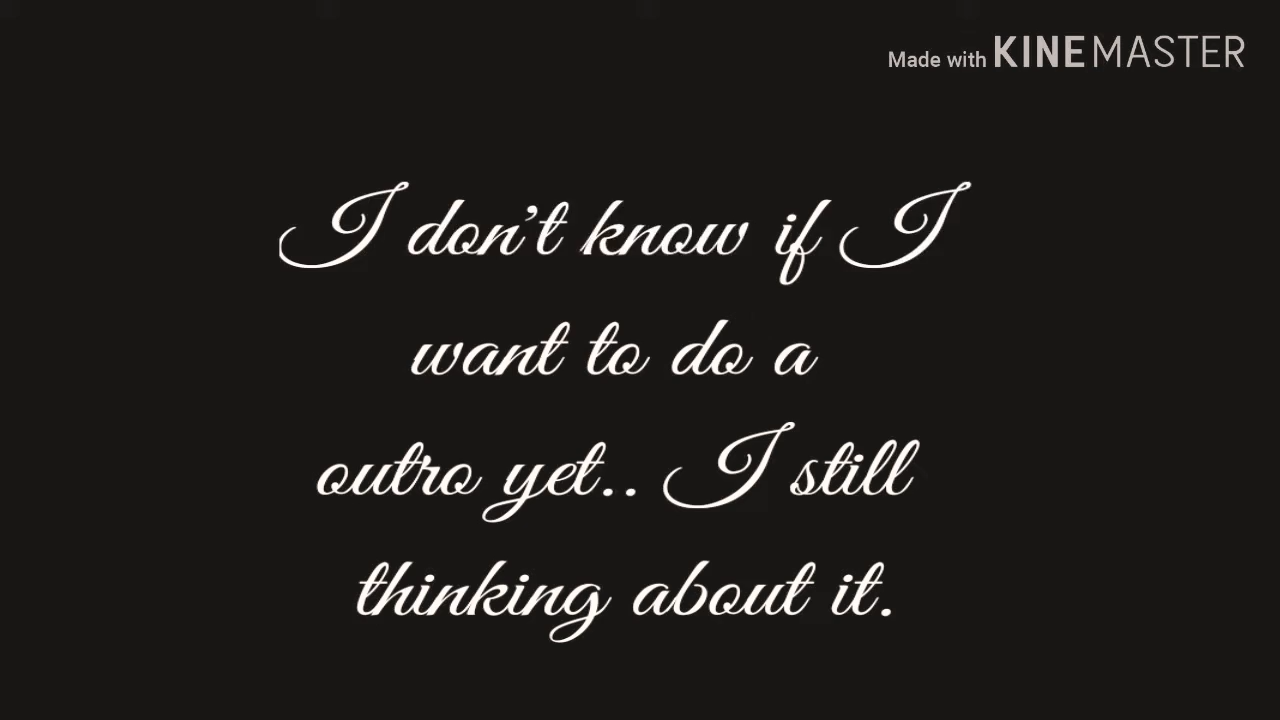 Made with KINEMASTER
I don't know if I
want to do a
outro yet.. I still
thinking about it.